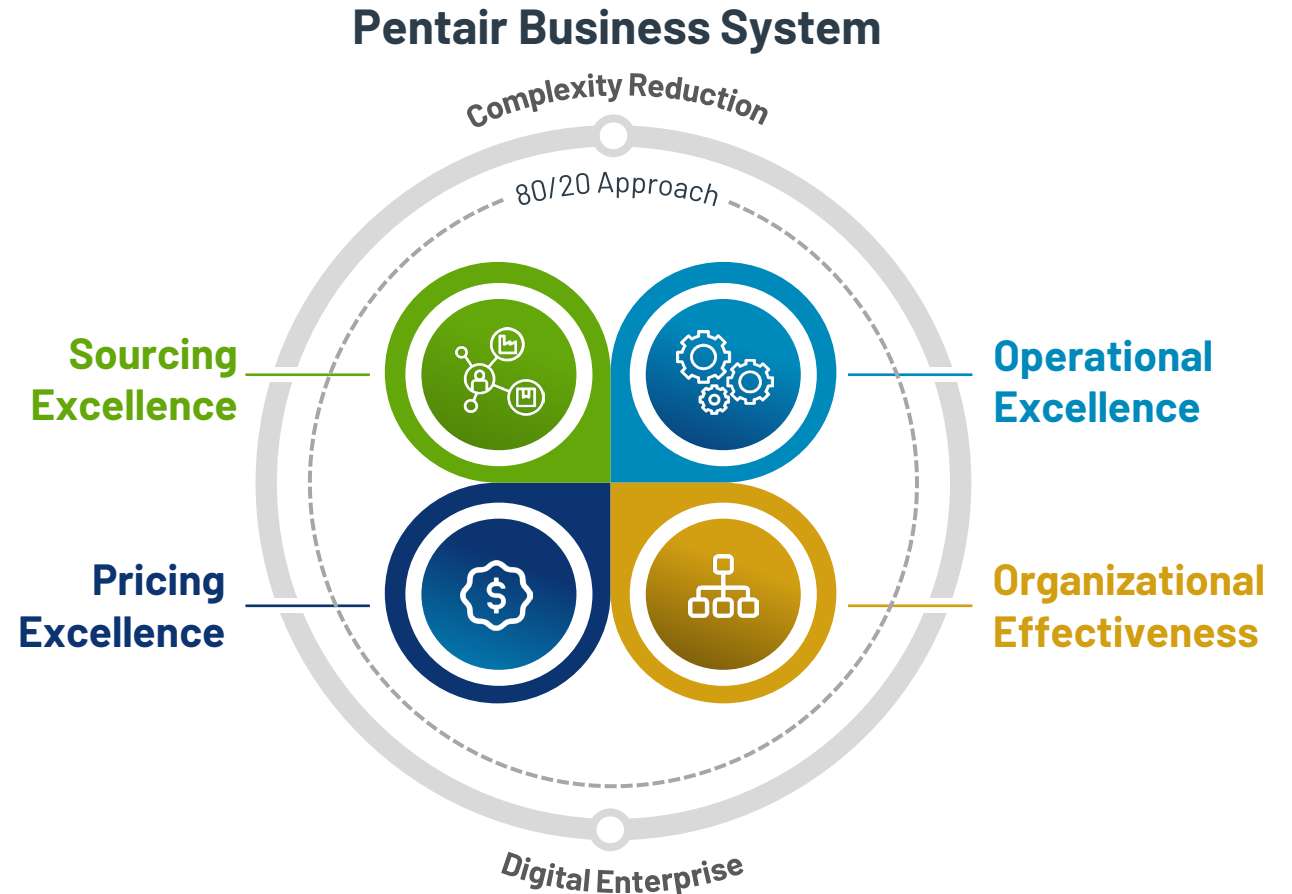 Pentair Business System
Complexity Reduction
80/20 Approach
Sourcing
Excellence
Operational
Excellence
$
Pricing
Excellence
Organizational
Effectiveness
Digital Enterprise